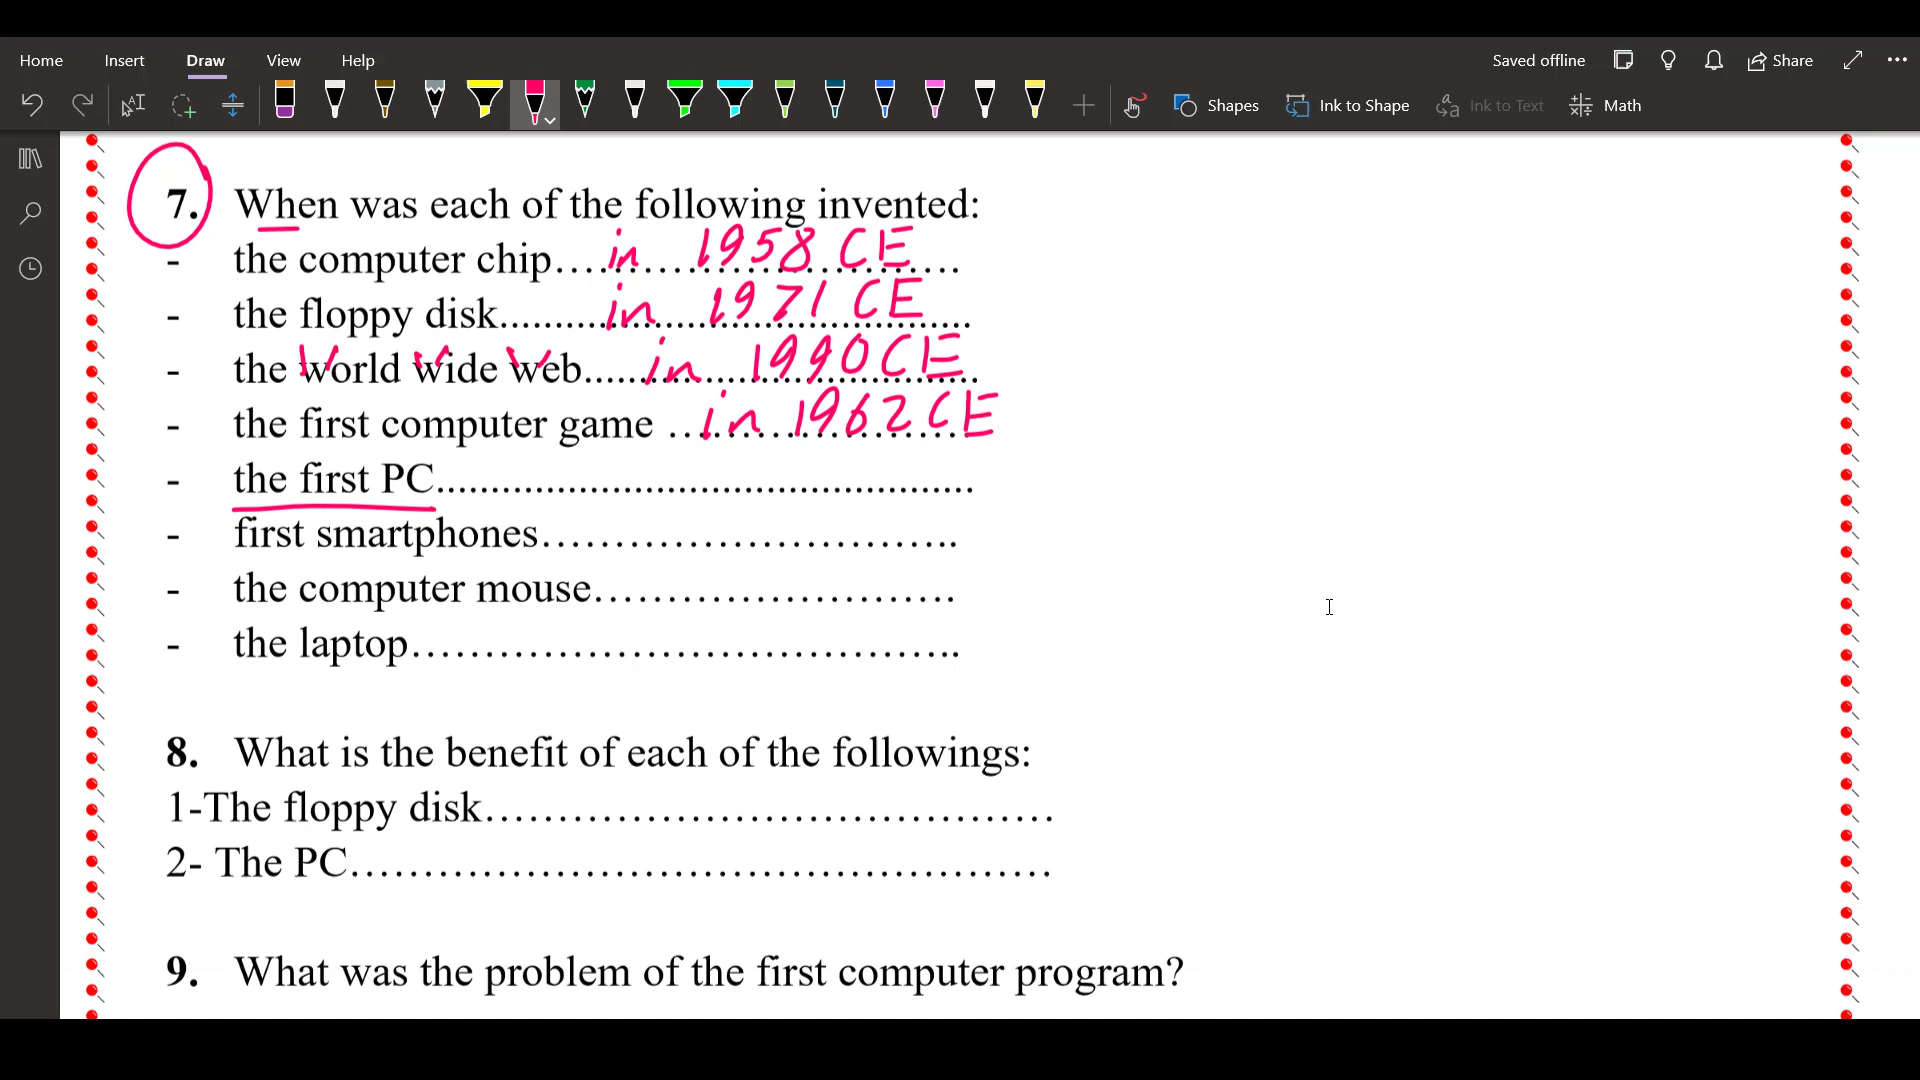 Home Insert Draw View Help Saved offline Share
Shapes Ink to Shape Ink to Text Math
7. When was each of the following invented:
- the computer chip.... in 1958 CE
- the floppy disk.......... in 1971 CE
- the World Wide Web...... in 1990 CE
- the first computer game ... in 1962 CE
- the first PC.................................................
- first smartphones…………………………..
- the computer mouse………………………
- the laptop…………………………………..
8. What is the benefit of each of the followings:
1-The floppy disk……………………………………
2- The PC……………………………………………
9. What was the problem of the first computer program?